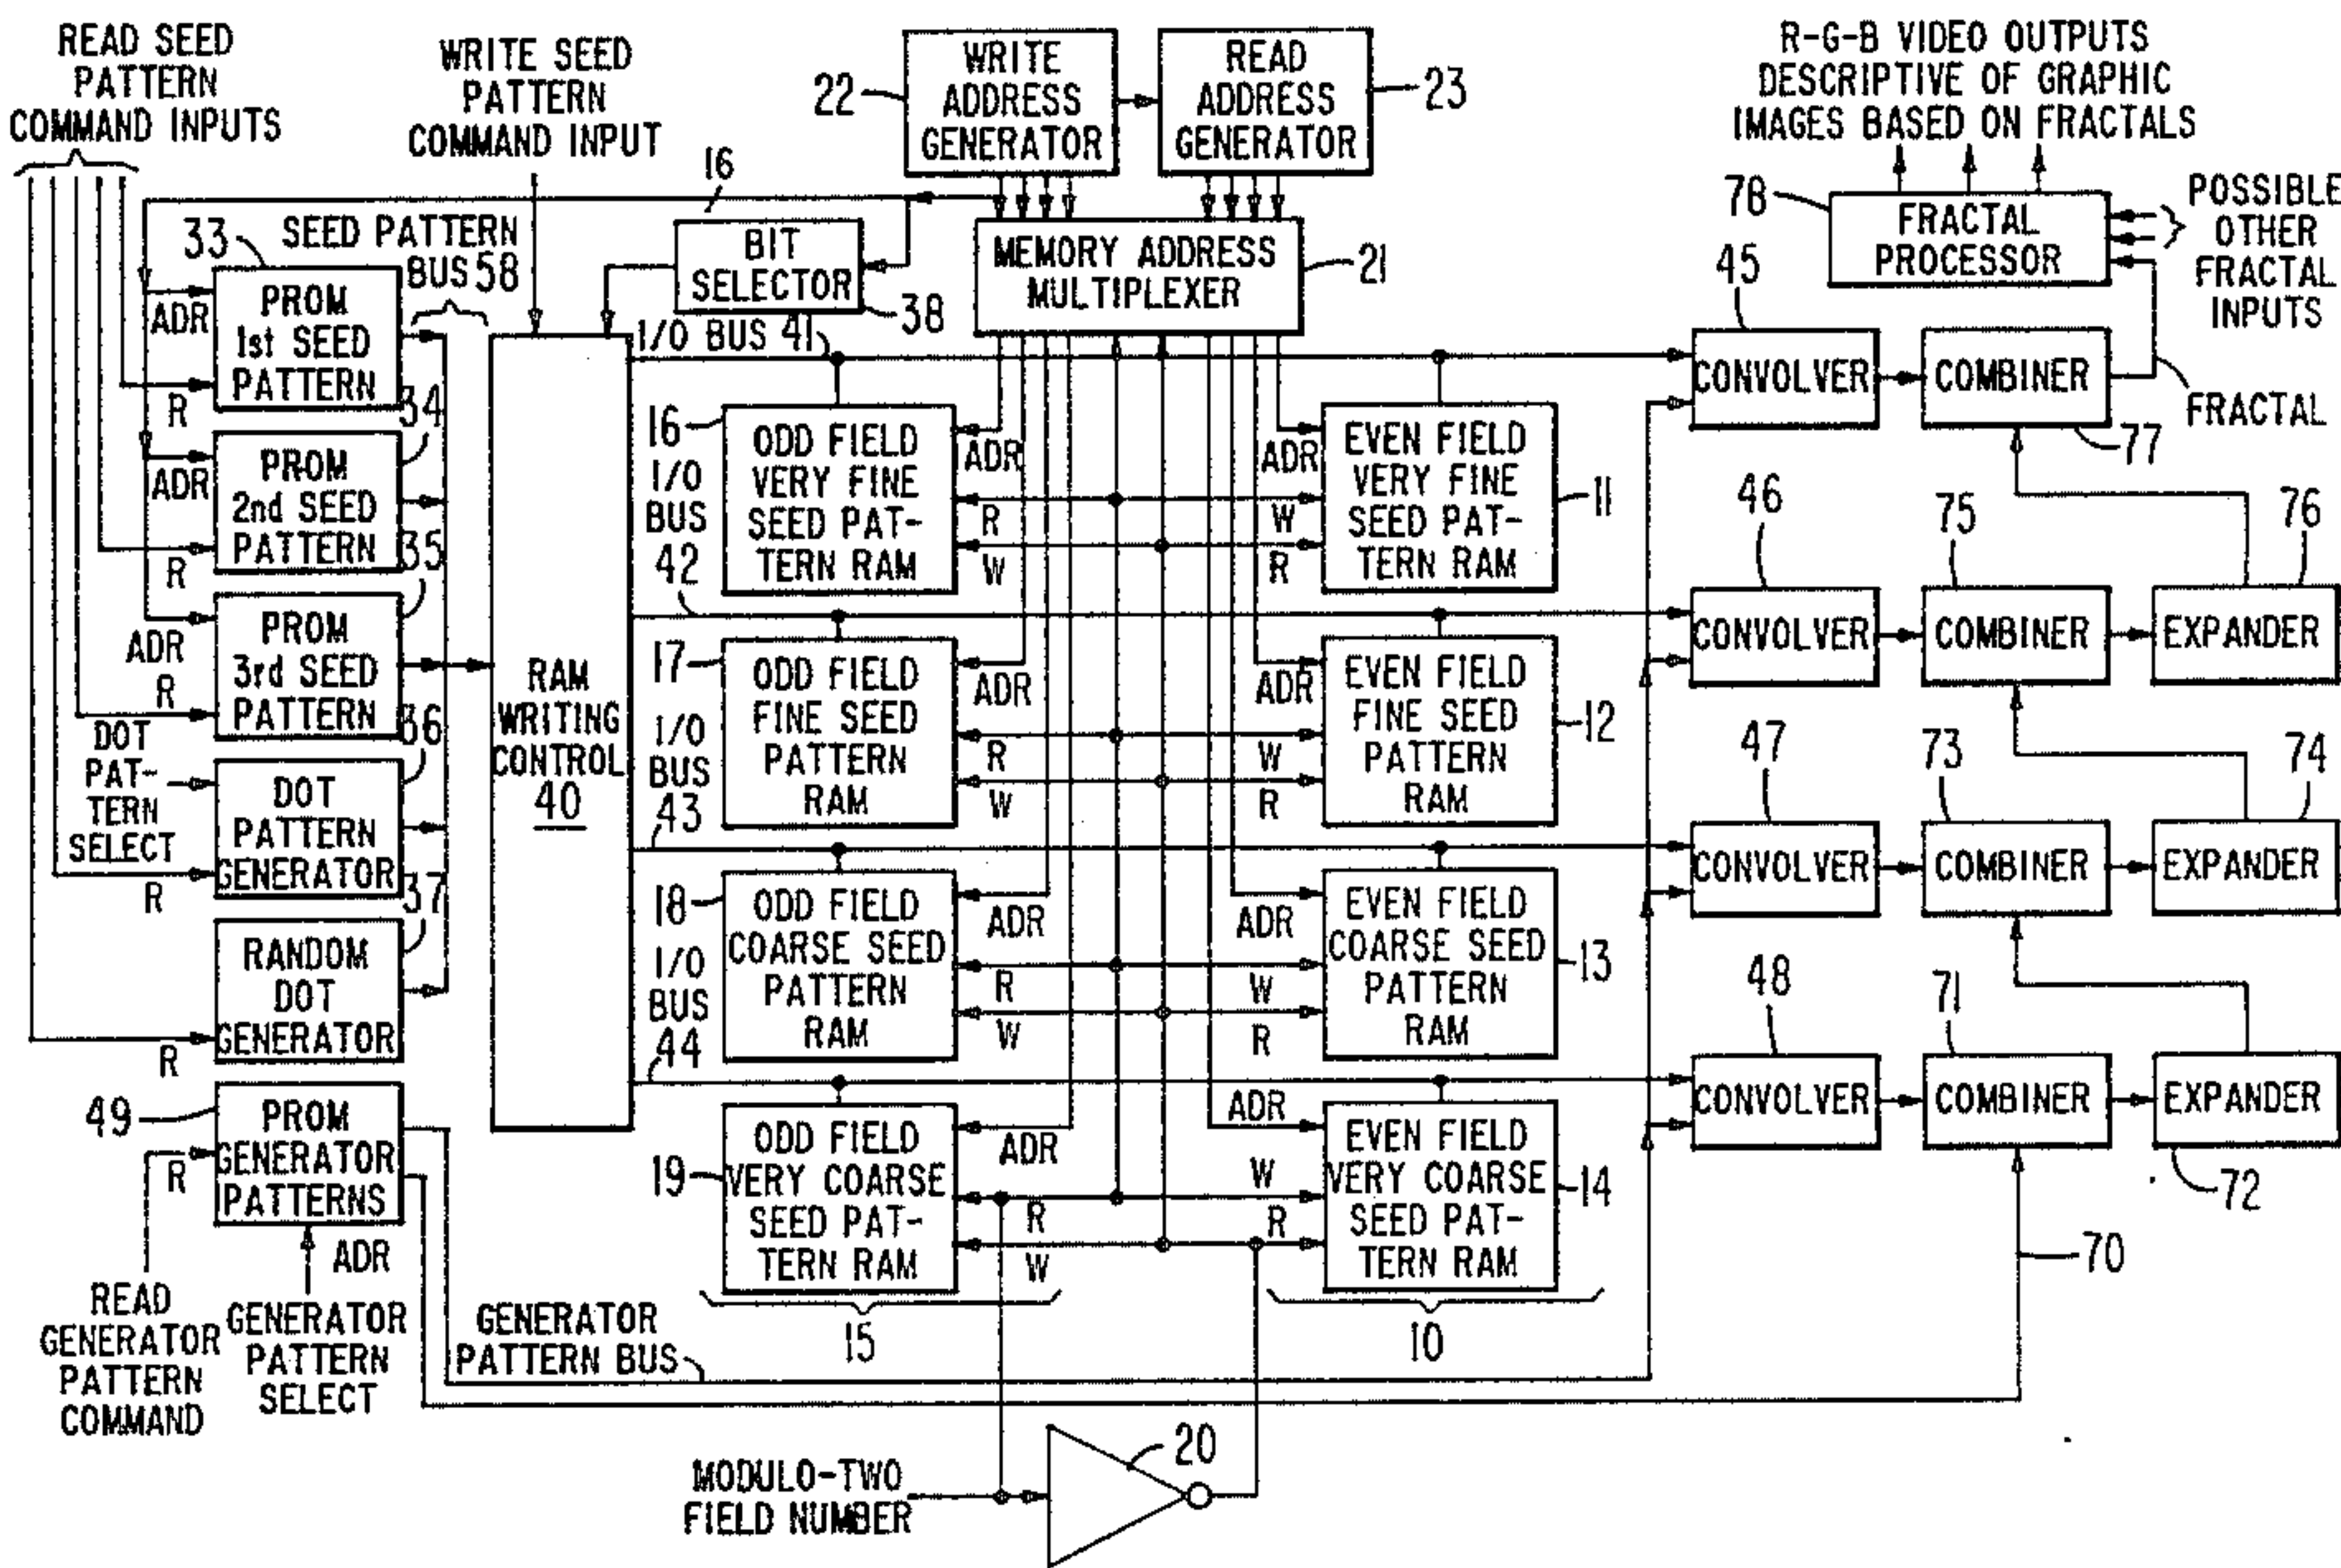 READ SEED
PATTERN
COMMAND INPUTS
WRITE SEED
PATTERN
COMMAND INPUT
22
WRITE
ADDRESS
GENERATOR
READ
ADDRESS
GENERATOR
23
R-G-B VIDEO OUTPUTS
DESCRIPTIVE OF GRAPHIC
IMAGES BASED ON FRACTALS
16
33
SEED PATTERN
BUS 58
BIT
SELECTOR
38
MEMORY ADDRESS
MULTIPLEXER
21
78
FRACTAL
PROCESSOR
POSSIBLE
OTHER
FRACTAL
INPUTS
ADR
PROM
1st SEED
PATTERN
R
34
ADR
PROM
2nd SEED
PATTERN
R
35
ADR
PROM
3rd SEED
PATTERN
R
36
DOT
PAT-
TERN
SELECT
DOT
PATTERN
GENERATOR
R
37
RANDOM
DOT
GENERATOR
R
49
PROM
GENERATOR
PATTERNS
R
ADR
READ
GENERATOR
PATTERN
COMMAND
GENERATOR
PATTERN
SELECT
GENERATOR
PATTERN BUS
RAM
WRITING
CONTROL
40
I/O BUS 41
16
ODD FIELD
VERY FINE
SEED PAT-
TERN RAM
ADR
R
W
ADR
W
R
EVEN FIELD
VERY FINE
SEED PAT-
TERN RAM
11
I/O
BUS
42
17
ODD FIELD
FINE SEED
PATTERN
RAM
ADR
R
W
ADR
W
R
EVEN FIELD
FINE SEED
PATTERN
RAM
12
I/O
BUS
43
18
ODD FIELD
COARSE SEED
PATTERN
RAM
ADR
R
W
ADR
W
R
EVEN FIELD
COARSE SEED
PATTERN
RAM
13
I/O
BUS
44
19
ODD FIELD
VERY COARSE
SEED PAT-
TERN RAM
ADR
R
W
ADR
W
R
EVEN FIELD
VERY COARSE
SEED PAT-
TERN RAM
14
15
10
45
CONVOLVER
COMBINER
77
FRACTAL
46
CONVOLVER
75
COMBINER
76
EXPANDER
47
CONVOLVER
73
COMBINER
74
EXPANDER
48
CONVOLVER
71
COMBINER
EXPANDER
72
70
MODULO-TWO
FIELD NUMBER
20